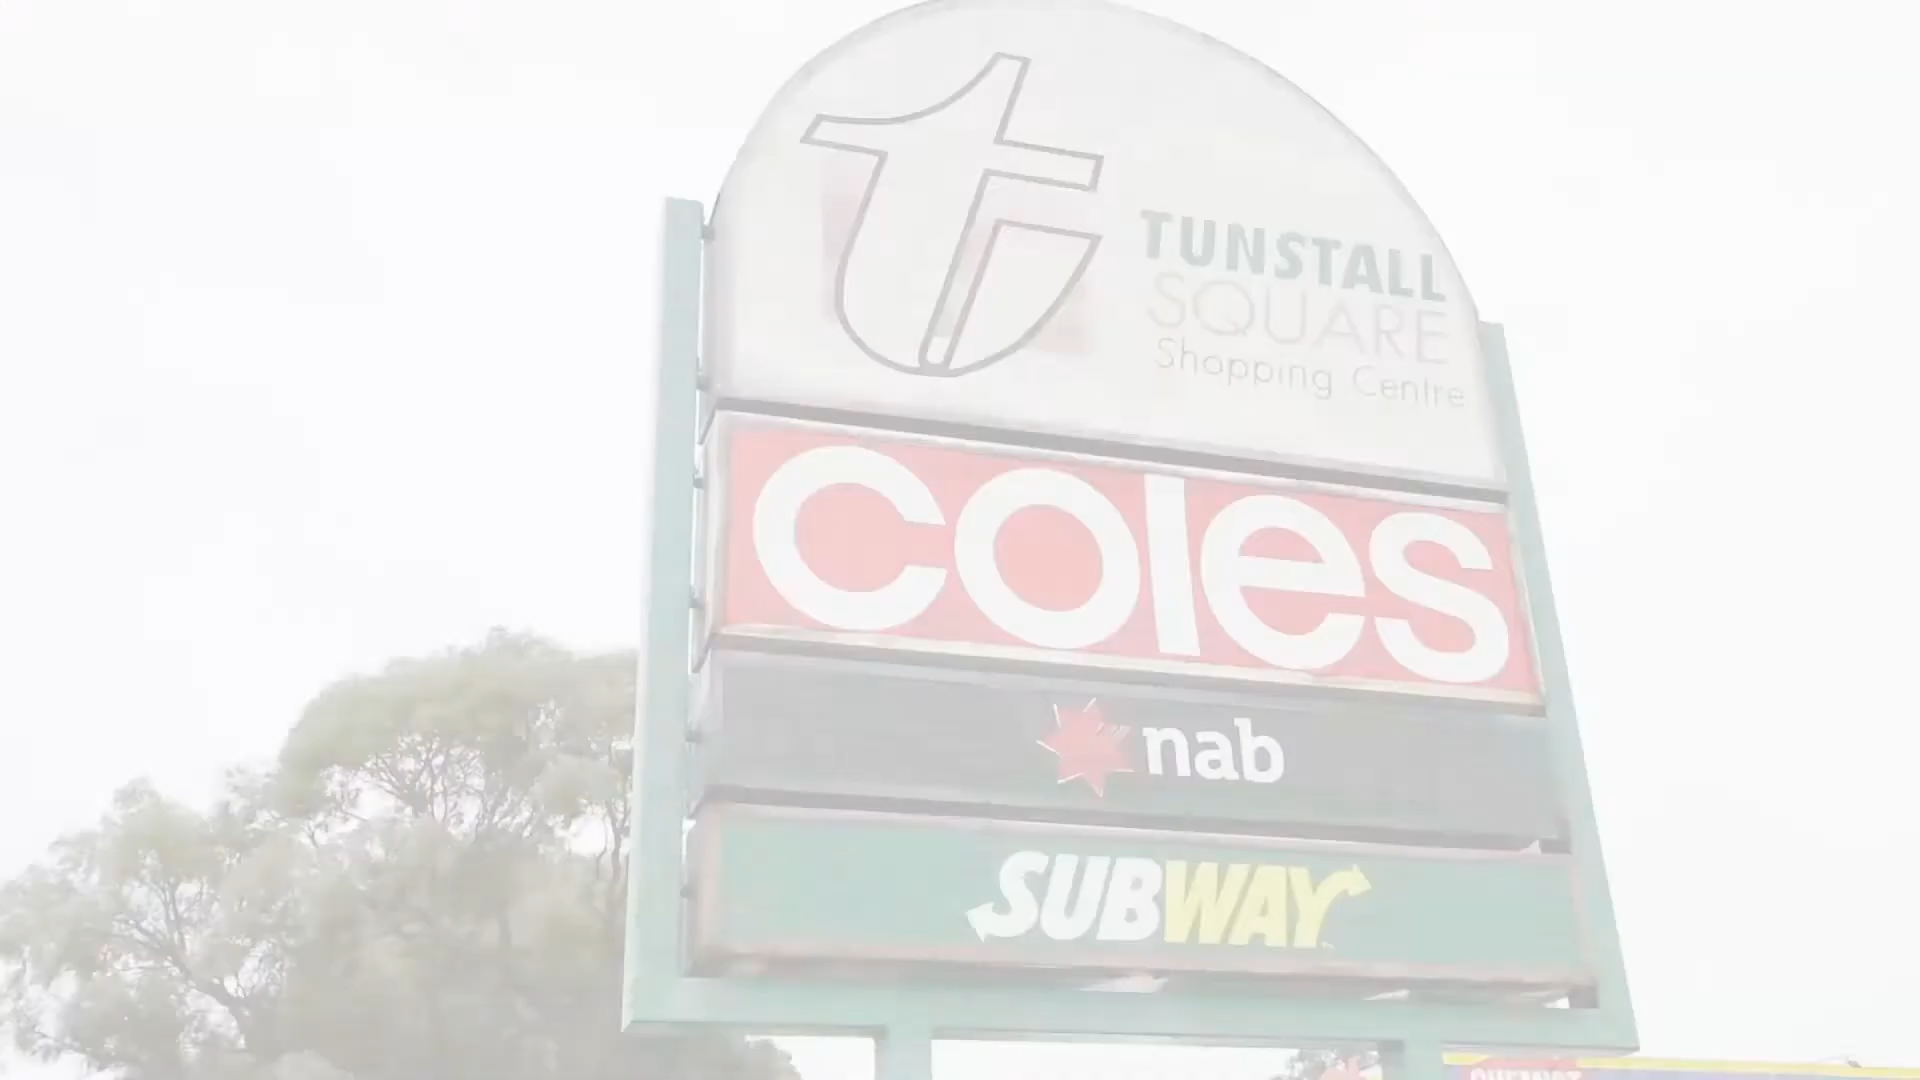 TUNSTALL
SQUARE
Shopping Centre
coles
nab
SUBWAY